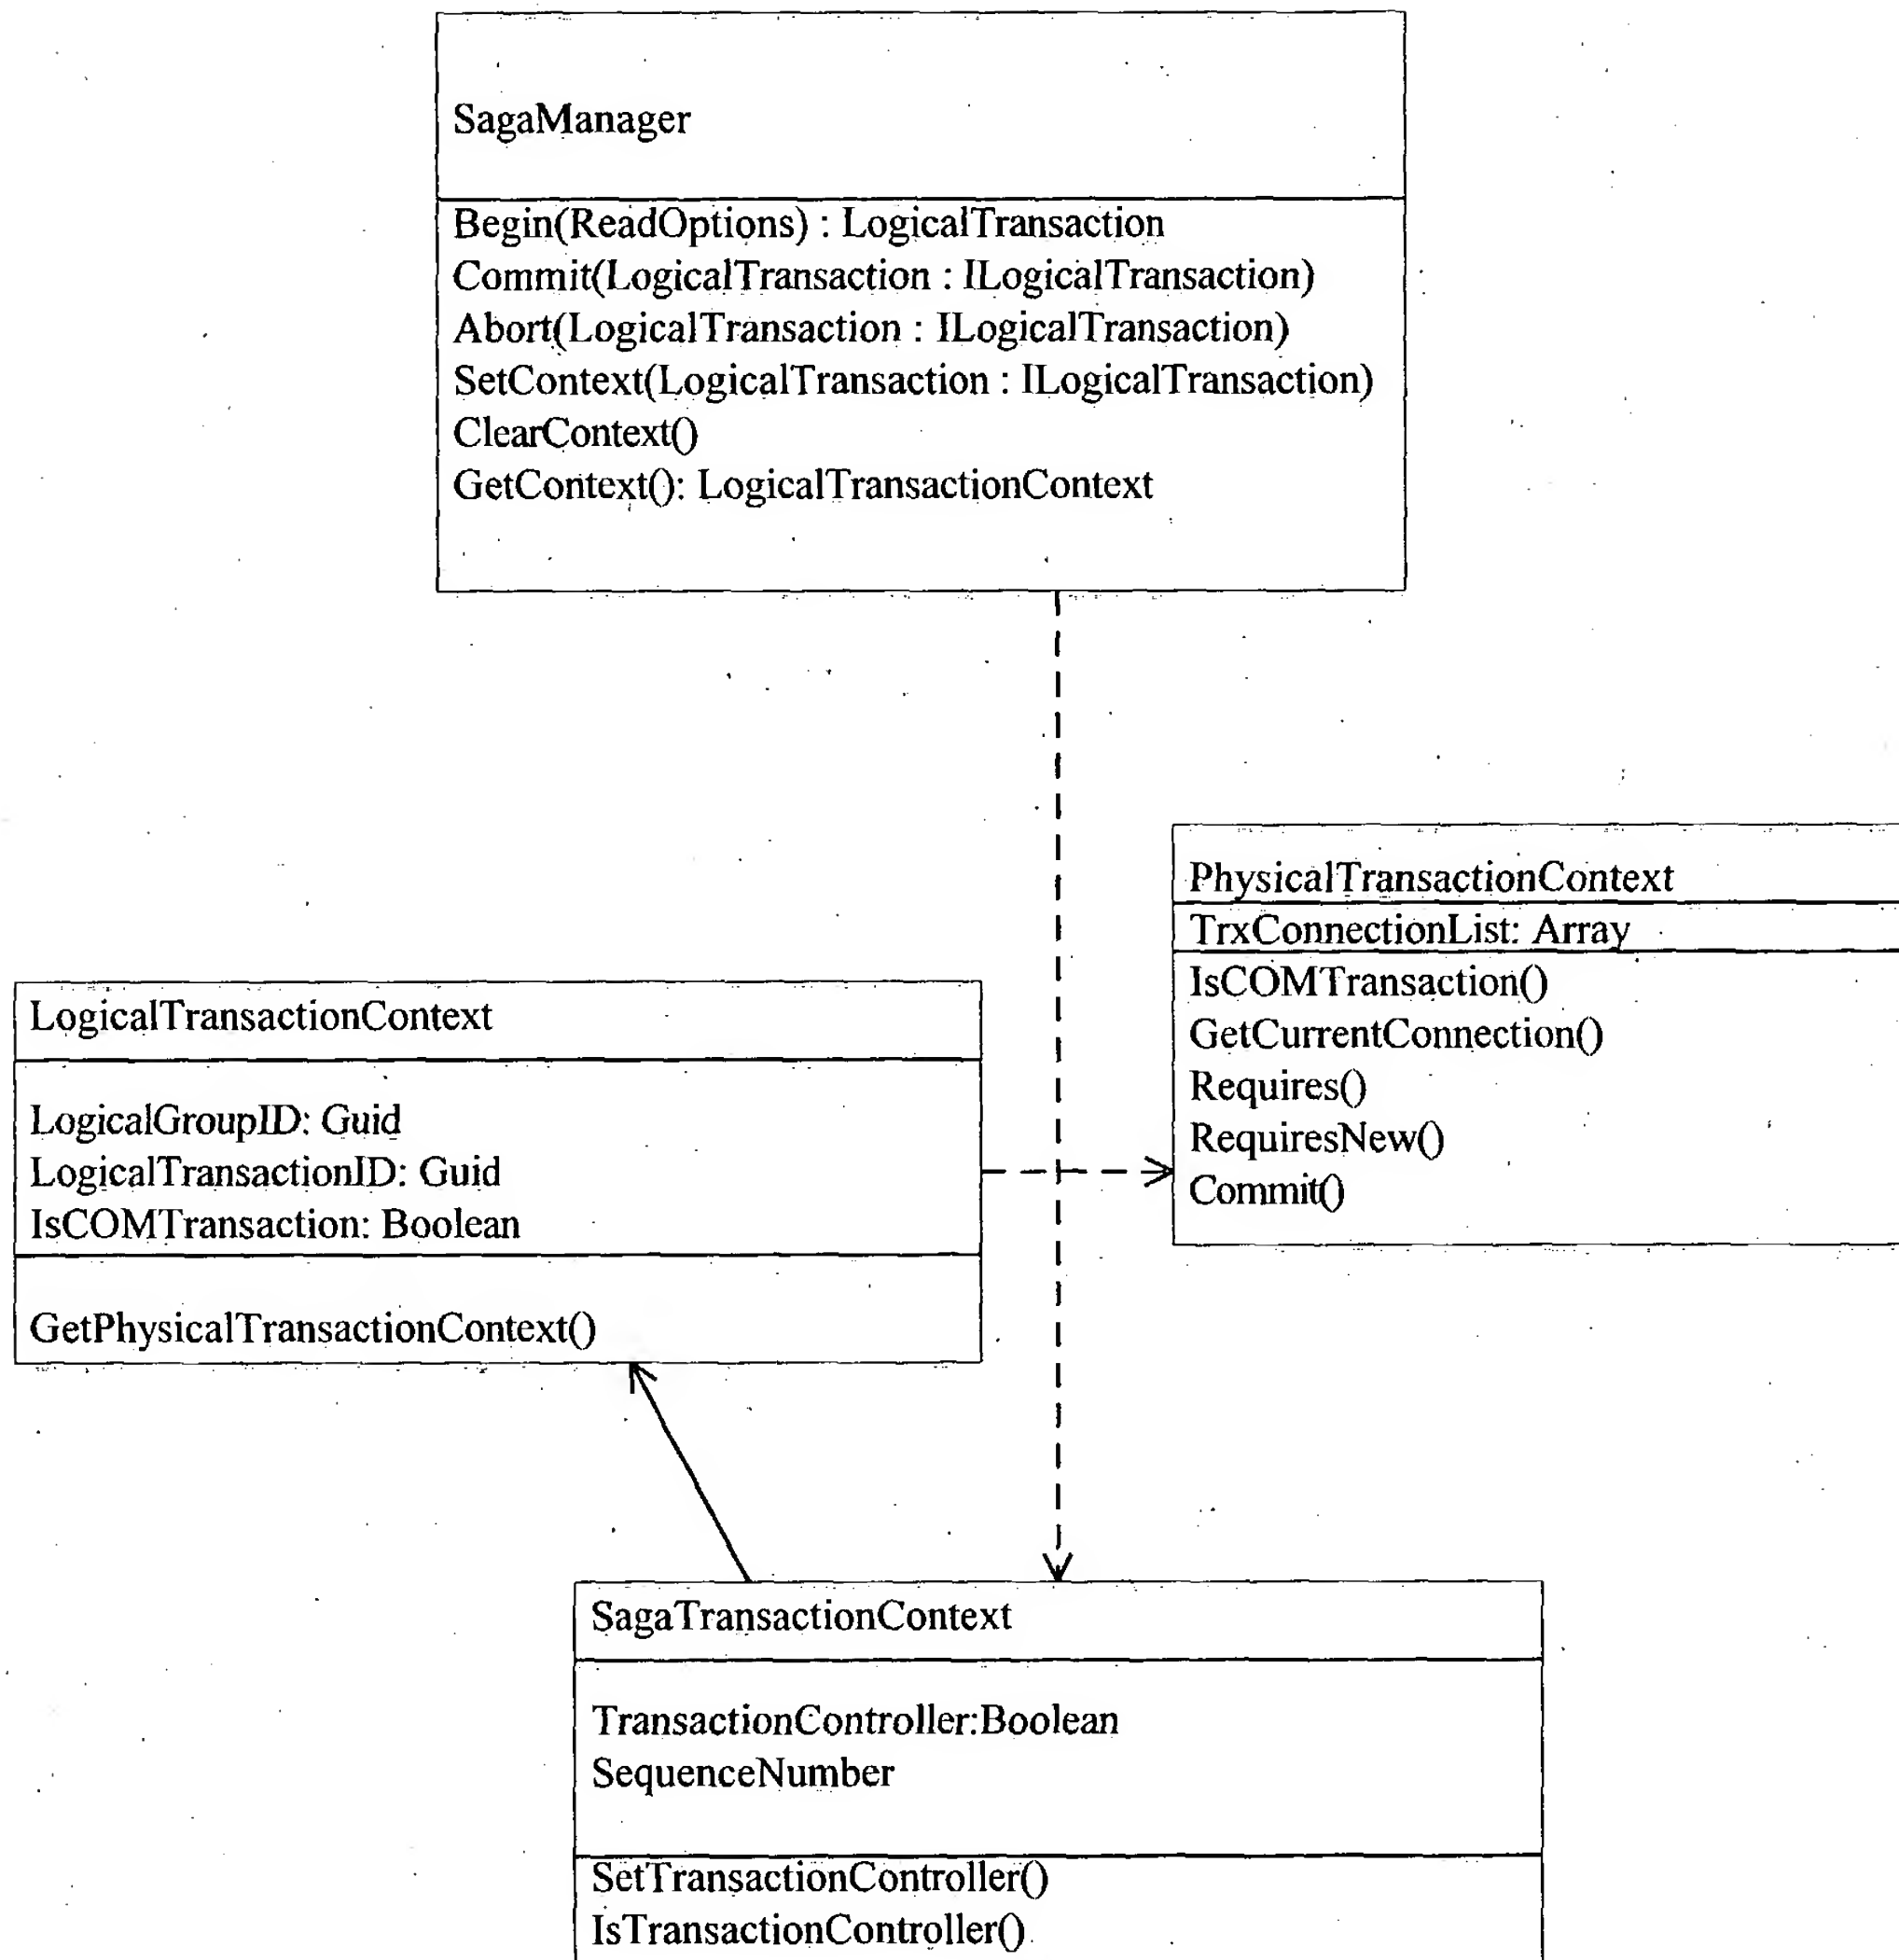 SagaManager
Begin(ReadOptions) : LogicalTransaction
Commit(LogicalTransaction : ILogicalTransaction)
Abort(LogicalTransaction : ILogicalTransaction)
SetContext(LogicalTransaction : ILogicalTransaction)
ClearContext()
GetContext(): LogicalTransactionContext
PhysicalTransactionContext
TrxConnectionList: Array
IsCOMTransaction()
GetCurrentConnection()
Requires()
RequiresNew()
Commit()
LogicalTransactionContext
LogicalGroupID: Guid
LogicalTransactionID: Guid
IsCOMTransaction: Boolean
GetPhysicalTransactionContext()
SagaTransactionContext
TransactionController:Boolean
SequenceNumber
SetTransactionController()
IsTransactionController()